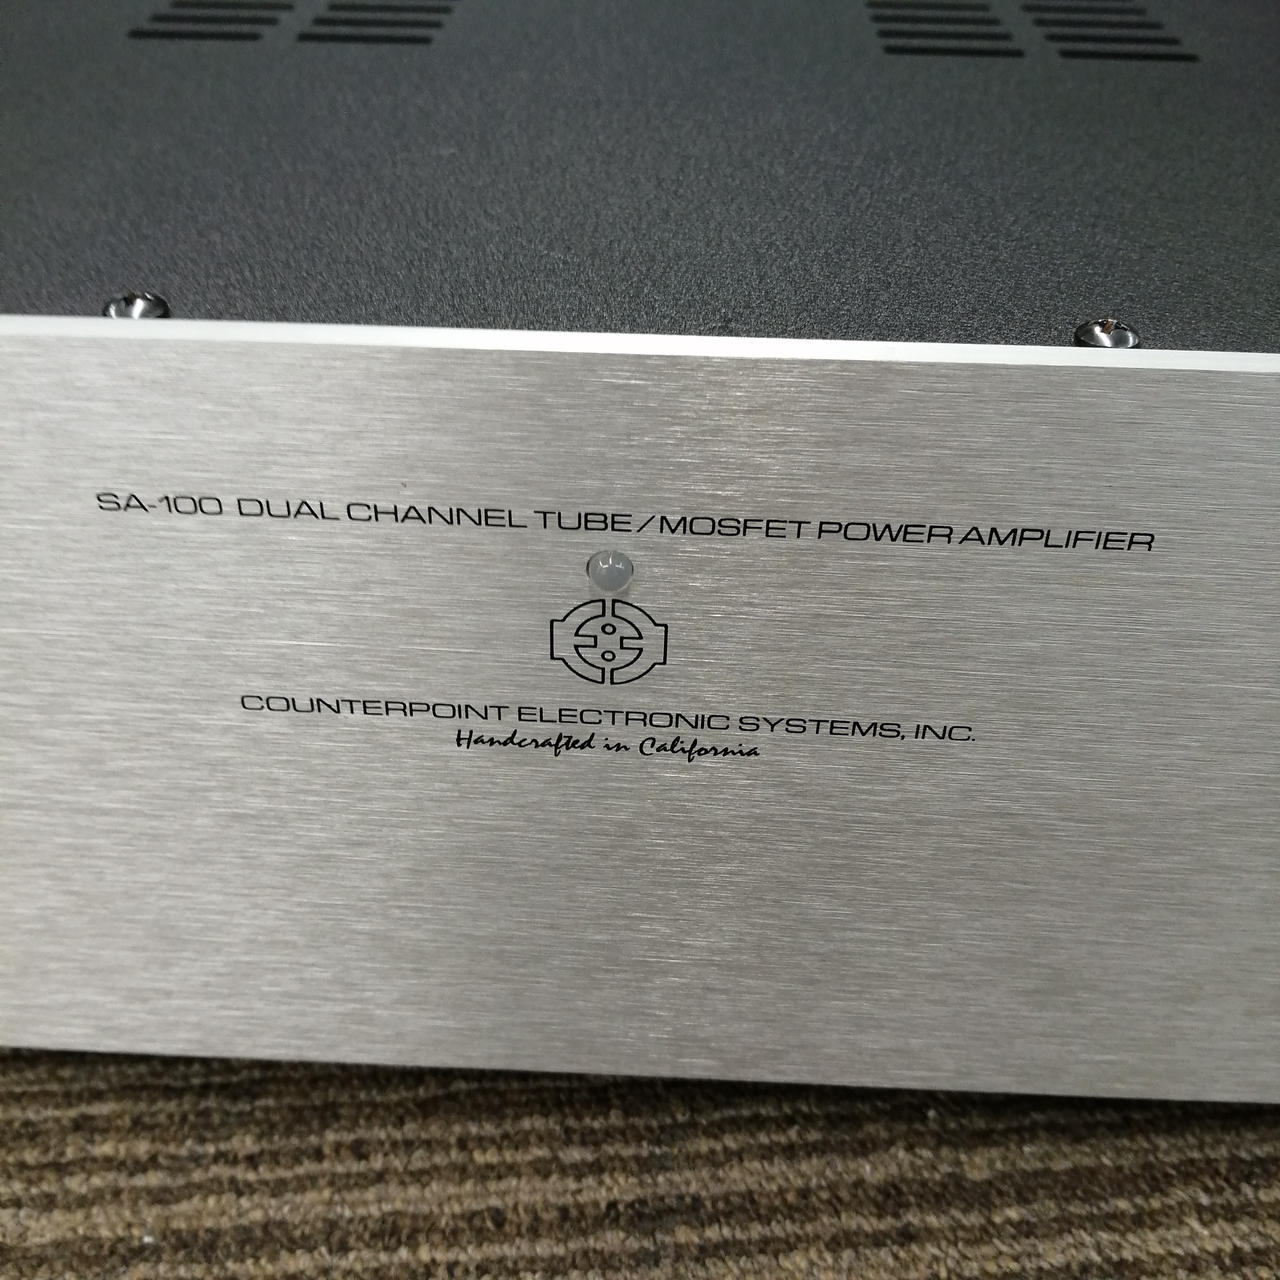 SA-100 DUAL CHANNEL TUBE/MOSFET POWER AMPLIFIER
COUNTERPOINT ELECTRONIC SYSTEMS, INC.
Handcrafted in California